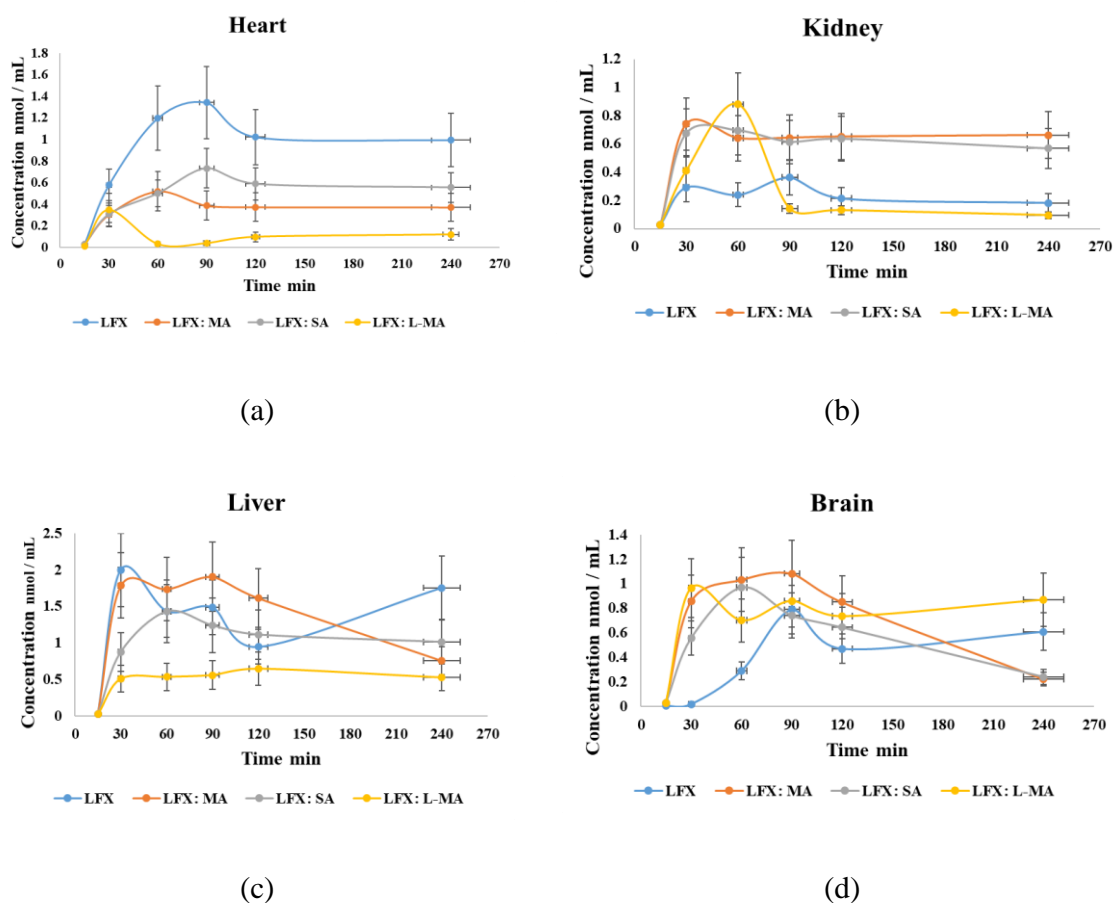 Heart
Concentration nmol / mL
1.8
1.6
1.4
1.2
1
0.8
0.6
0.4
0.2
0
0 30 60 90 120 150 180 210 240 270
Time min
LFX LFX: MA LFX: SA LFX: L-MA
(a)
Kidney
Concentration nmol / mL
1.2
1
0.8
0.6
0.4
0.2
0
0 30 60 90 120 150 180 210 240 270
Time min
LFX LFX: MA LFX: SA LFX: L-MA
(b)
Liver
Concentration nmol / mL
2.5
2
1.5
1
0.5
0
0 30 60 90 120 150 180 210 240 270
Time min
LFX LFX: MA LFX: SA LFX: L-MA
(c)
Brain
Concentration nmol / mL
1.4
1.2
1
0.8
0.6
0.4
0.2
0
0 30 60 90 120 150 180 210 240 270
Time min
LFX LFX: MA LFX: SA LFX: L-MA
(d)